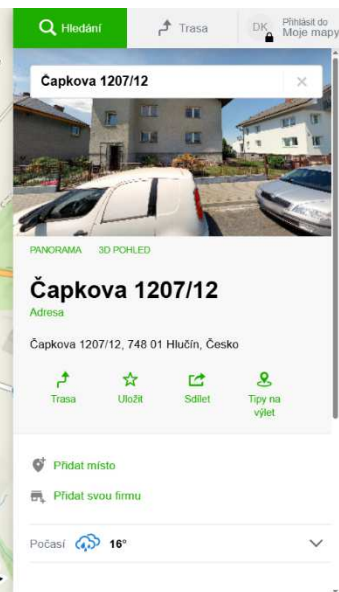 Hledání
Trasa
DK
Přihlásit do
Moje mapy
Čapkova 1207/12
PANORAMA 3D POHLED
Čapkova 1207/12
Adresa
Čapkova 1207/12, 748 01 Hlučín, Česko
Trasa
Uložit
Sdílet
Tipy na
výlet
Přidat místo
Přidat svou firmu
Počasí 16°